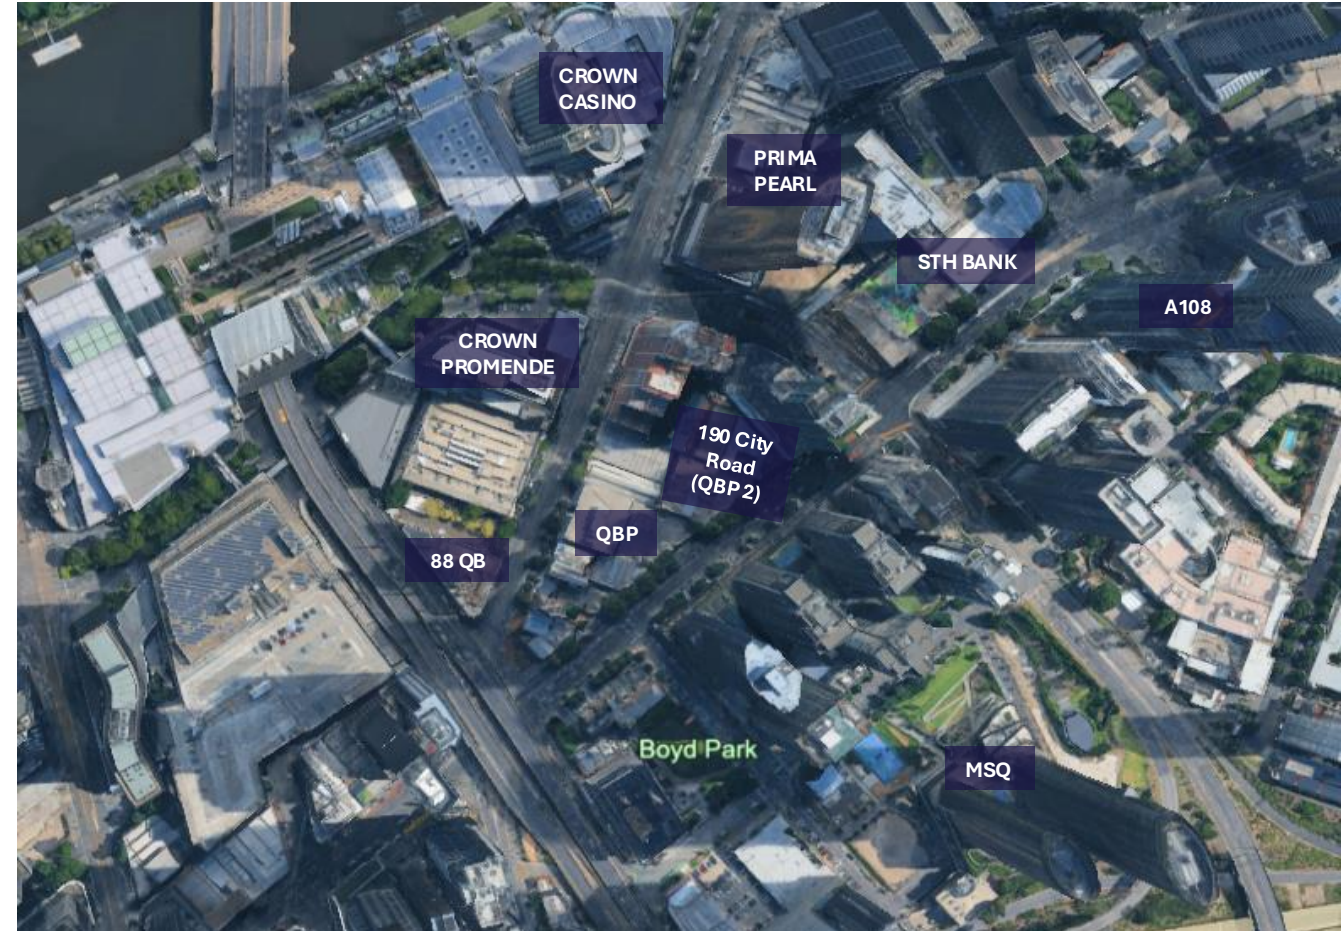 CROWN
CASINO
PRIMA
PEARL
STH BANK
A108
CROWN
PROMENDE
190 City
Road
(QBP 2)
QBP
88 QB
Boyd Park
MSQ